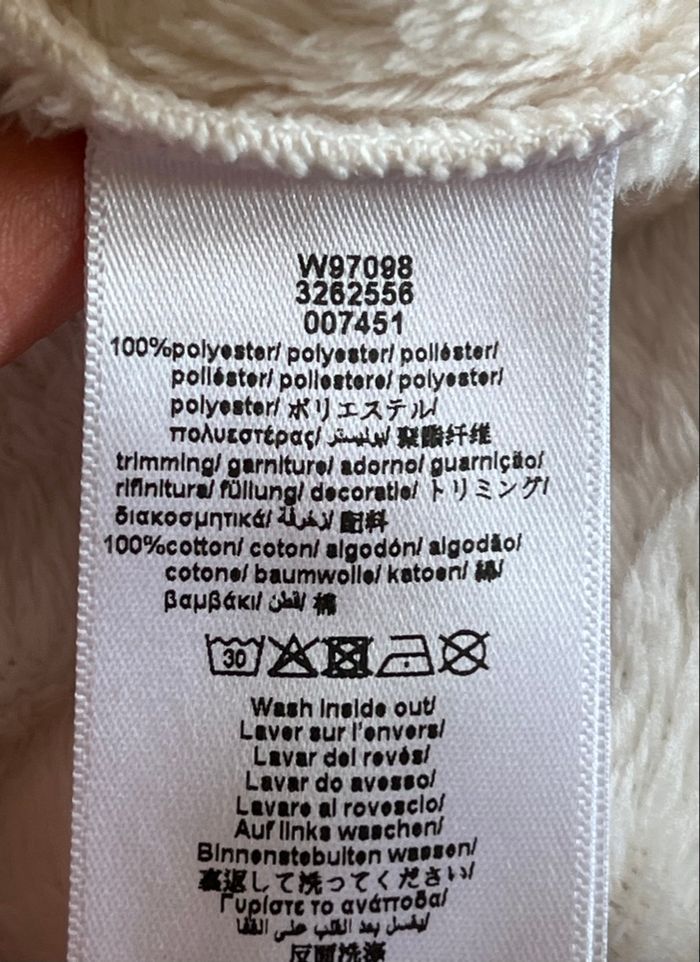 W97098
3262556
007451
100%polyester/ polyester/ poliéster/
poliéster/ poliestere/ polyester/
polyester/ ポリエステル/
πολυεστέρας/ بوليستر/ 聚酯纤维
trimming/ garniture/ adorno/ guarnição/
rifinitura/ füllung/ decoratie/ トリミング/
διακοσμητικά/ زخرفة/ 配料
100%cotton/ coton/ algodón/ algodão/
cotone/ baumwolle/ katoen/ 綿/
βαμβάκι/ قطن/ 棉
30
Wash inside out/
Laver sur l'envers/
Lavar del revés/
Lavar do avesso/
Lavare al rovescio/
Auf links waschen/
Binnenstebuiten wassen/
裏返して洗ってください/
Γυρίστε το ανάποδα/
يغسل بعد القلب على القفا/
反面洗涤